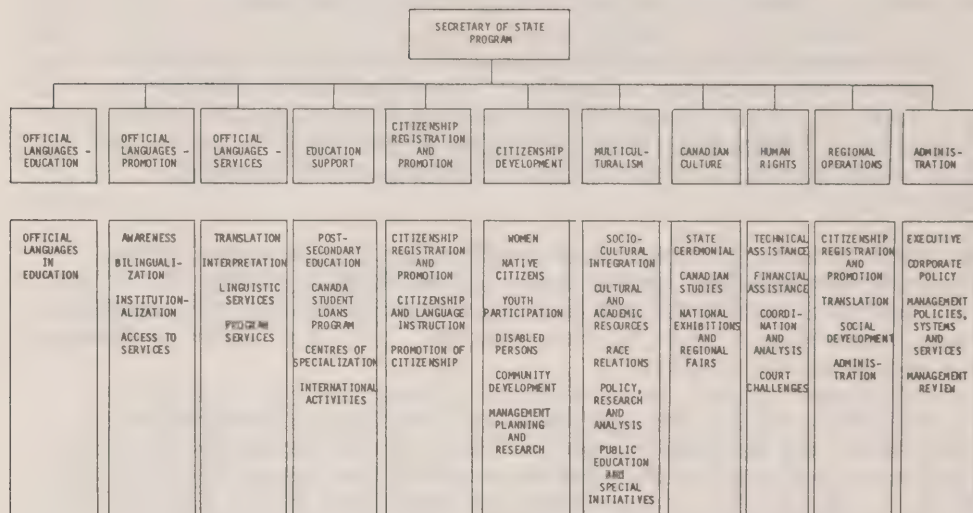 SECRETARY OF STATE
PROGRAM
OFFICIAL
LANGUAGES -
EDUCATION
OFFICIAL
LANGUAGES -
PROMOTION
OFFICIAL
LANGUAGES -
SERVICES
EDUCATION
SUPPORT
CITIZENSHIP
REGISTRATION
AND
PROMOTION
CITIZENSHIP
DEVELOPMENT
MULTICUL-
TURALISM
CANADIAN
CULTURE
HUMAN
RIGHTS
REGIONAL
OPERATIONS
ADMINIS-
TRATION
OFFICIAL
LANGUAGES
IN
EDUCATION
AWARENESS
BILINGUALI-
ZATION
INSTITUTION-
ALIZATION
ACCESS TO
SERVICES
TRANSLATION
INTERPRETATION
LINGUISTIC
SERVICES
PROGRAM
SERVICES
POST-
SECONDARY
EDUCATION
CANADA
STUDENT
LOANS
PROGRAM
CENTRES OF
SPECIALIZATION
INTERNATIONAL
ACTIVITIES
CITIZENSHIP
REGISTRATION
AND
PROMOTION
CITIZENSHIP
AND LANGUAGE
INSTRUCTION
PROMOTION OF
CITIZENSHIP
WOMEN
NATIVE
CITIZENS
YOUTH
PARTICIPATION
DISABLED
PERSONS
COMMUNITY
DEVELOPMENT
MANAGEMENT
PLANNING
AND
RESEARCH
SOCIO-
CULTURAL
INTEGRATION
CULTURAL
AND
ACADEMIC
RESOURCES
RACE
RELATIONS
POLICY,
RESEARCH
AND
ANALYSIS
PUBLIC
EDUCATION
AND
SPECIAL
INITIATIVES
STATE
CEREMONIAL
CANADIAN
STUDIES
NATIONAL
EXHIBITIONS
AND
REGIONAL
FAIRS
TECHNICAL
ASSISTANCE
FINANCIAL
ASSISTANCE
COORDI-
NATION
AND
ANALYSIS
COURT
CHALLENGES
CITIZENSHIP
REGISTRATION
AND
PROMOTION
TRANSLATION
SOCIAL
DEVELOPMENT
ADMINIS-
TRATION
EXECUTIVE
CORPORATE
POLICY
MANAGEMENT
POLICIES,
SYSTEMS
AND
SERVICES
MANAGEMENT
REVIEW